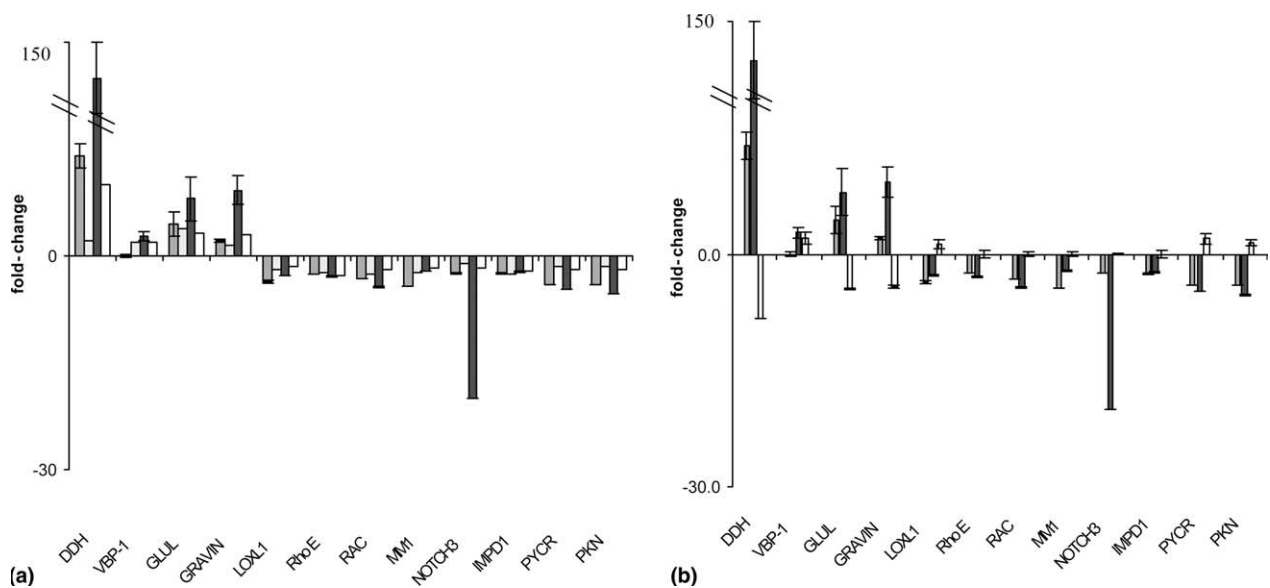 150
fold-change
0
-30
DDH
VBP-1
GLUL
GRAVIN
LOXL1
Rho E
RAC
MM1
NOTCH3
IMPD1
PYCR
PKN
(a)
150
fold-change
0.0
-30.0
DDH
VBP-1
GLUL
GRAVIN
LOXL1
Rho E
RAC
MM1
NOTCH3
IMPD1
PYCR
PKN
(b)